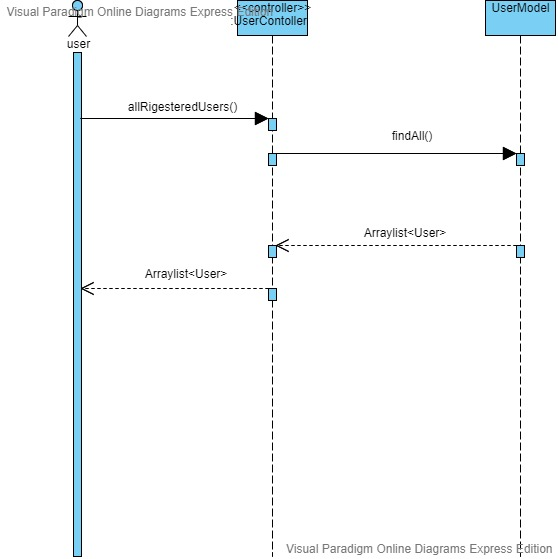 Visual Paradigm Online Diagrams Express Edition
<<controller>>
:UserContoller
UserModel
user
allRigesteredUsers()
findAll()
Arraylist<User>
Arraylist<User>
Visual Paradigm Online Diagrams Express Edition